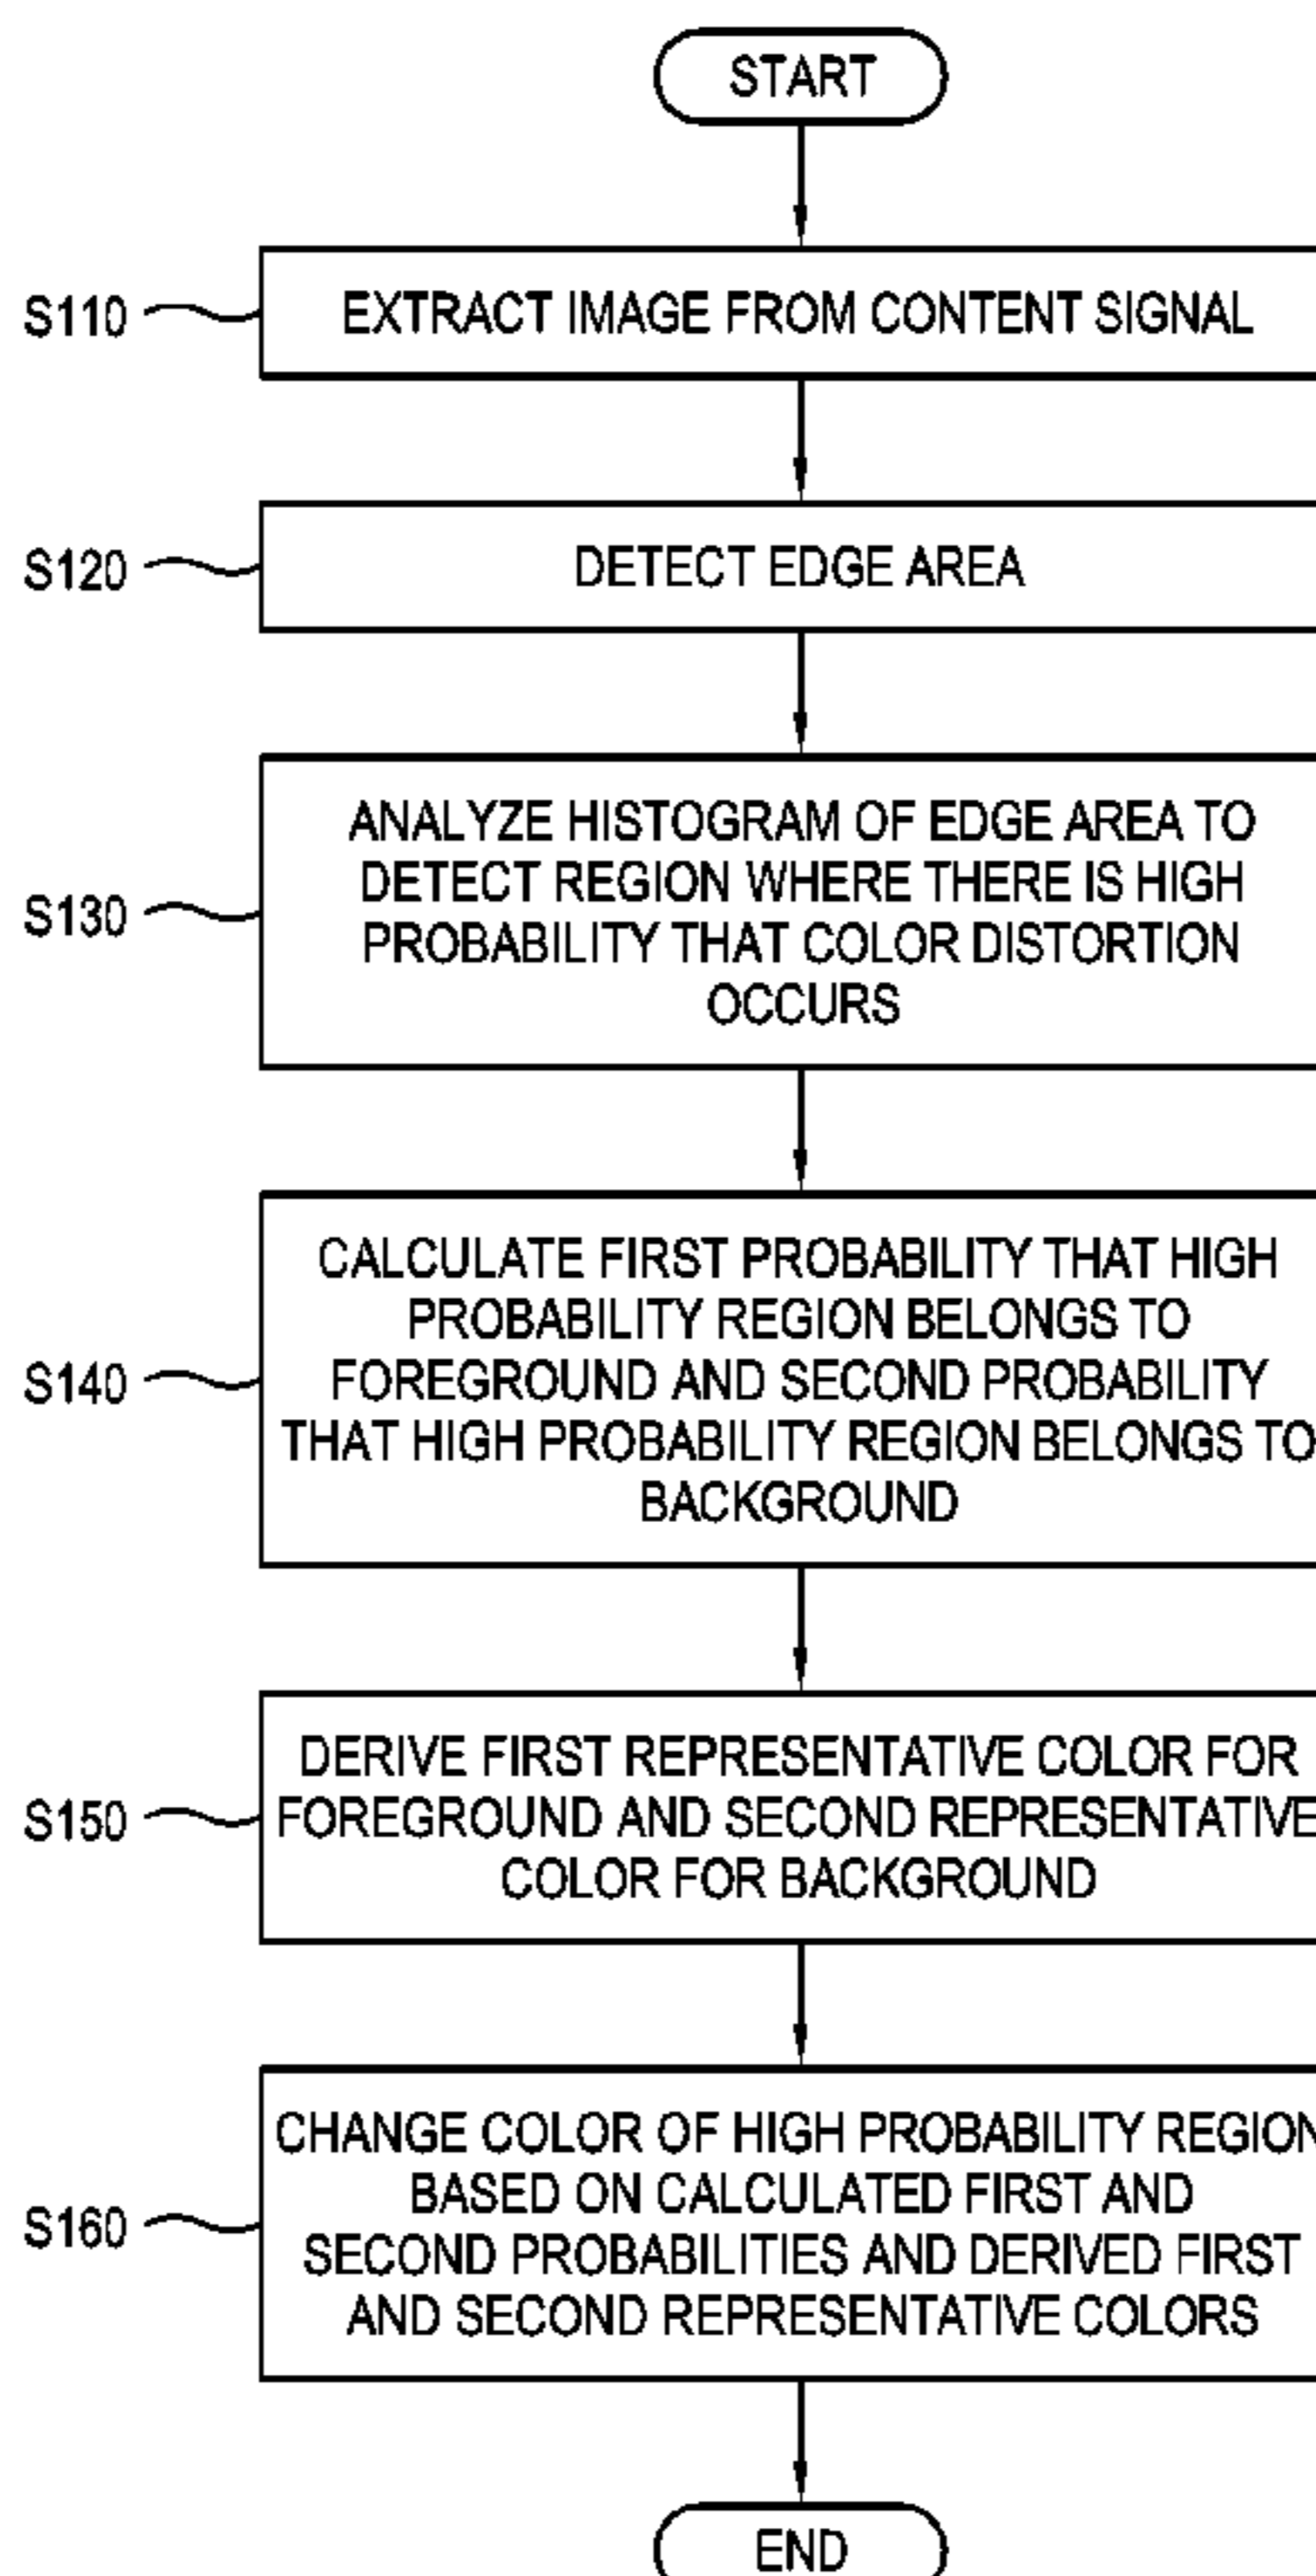 START
S110
EXTRACT IMAGE FROM CONTENT SIGNAL
S120
DETECT EDGE AREA
S130
ANALYZE HISTOGRAM OF EDGE AREA TO
DETECT REGION WHERE THERE IS HIGH
PROBABILITY THAT COLOR DISTORTION
OCCURS
S140
CALCULATE FIRST PROBABILITY THAT HIGH
PROBABILITY REGION BELONGS TO
FOREGROUND AND SECOND PROBABILITY
THAT HIGH PROBABILITY REGION BELONGS TO
BACKGROUND
S150
DERIVE FIRST REPRESENTATIVE COLOR FOR
FOREGROUND AND SECOND REPRESENTATIVE
COLOR FOR BACKGROUND
S160
CHANGE COLOR OF HIGH PROBABILITY REGION
BASED ON CALCULATED FIRST AND
SECOND PROBABILITIES AND DERIVED FIRST
AND SECOND REPRESENTATIVE COLORS
END